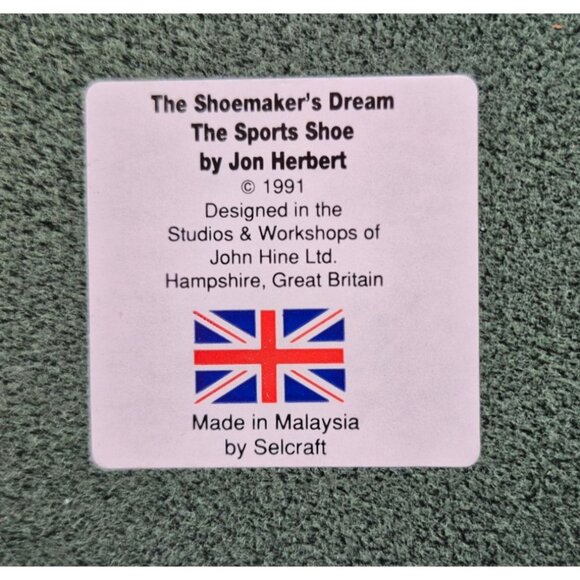 The Shoemaker's Dream
The Sports Shoe
by Jon Herbert
© 1991
Designed in the
Studios & Workshops of
John Hine Ltd.
Hampshire, Great Britain
Made in Malaysia
by Selcraft